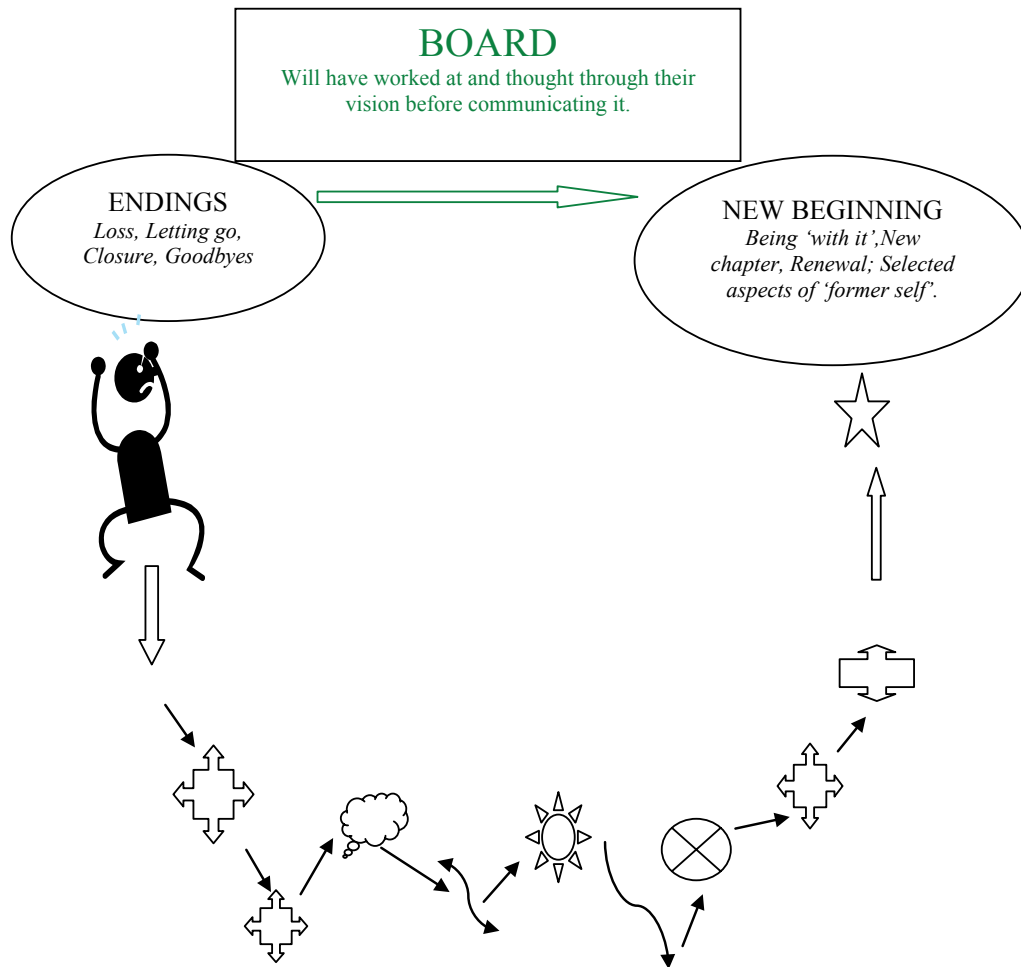 BOARD
Will have worked at and thought through their
vision before communicating it.
ENDINGS
Loss, Letting go,
Closure, Goodbyes
NEW BEGINNING
Being ‘with it’,New
chapter, Renewal; Selected
aspects of ‘former self’.